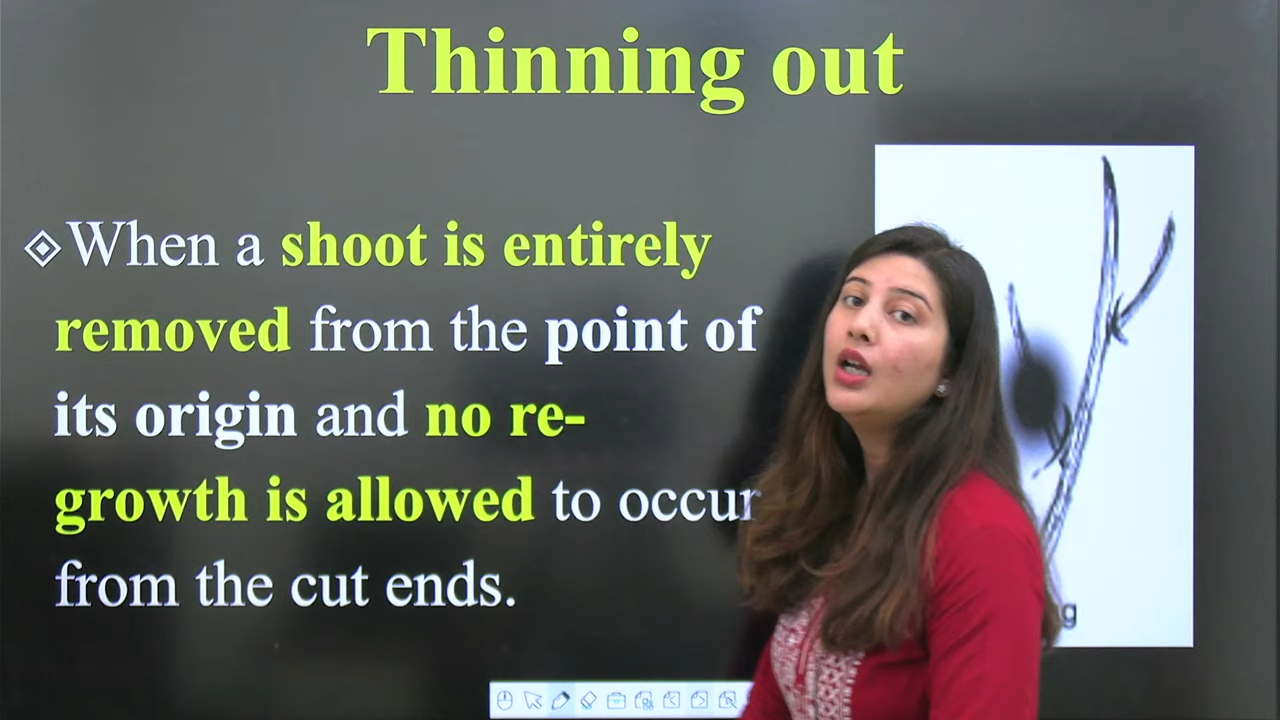 Thinning out
When a shoot is entirely
removed from the point of
its origin and no re-
growth is allowed to occur
from the cut ends.